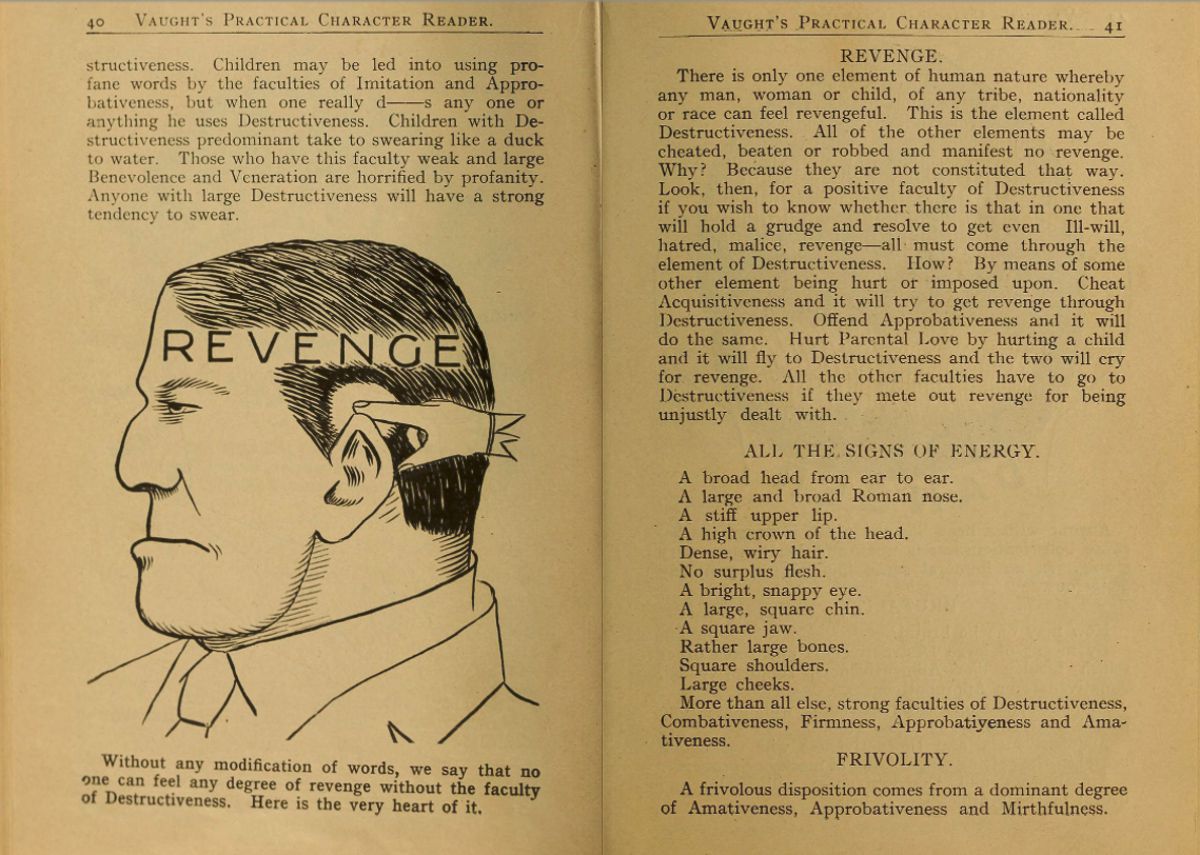 40 VAUGHT'S PRACTICAL CHARACTER READER.
structiveness. Children may be led into using pro-
fane words by the faculties of Imitation and Appro-
bativeness, but when one really d——s any one or
anything he uses Destructiveness. Children with De-
structiveness predominant take to swearing like a duck
to water. Those who have this faculty weak and large
Benevolence and Veneration are horrified by profanity.
Anyone with large Destructiveness will have a strong
tendency to swear.
REVENGE
Without any modification of words, we say that no
one can feel any degree of revenge without the faculty
of Destructiveness. Here is the very heart of it.
VAUGHT'S PRACTICAL CHARACTER READER. 41
REVENGE.
There is only one element of human nature whereby
any man, woman or child, of any tribe, nationality
or race can feel revengeful. This is the element called
Destructiveness. All of the other elements may be
cheated, beaten or robbed and manifest no revenge.
Why? Because they are not constituted that way.
Look, then, for a positive faculty of Destructiveness
if you wish to know whether there is that in one that
will hold a grudge and resolve to get even Ill-will,
hatred, malice, revenge—all must come through the
element of Destructiveness. How? By means of some
other element being hurt or imposed upon. Cheat
Acquisitiveness and it will try to get revenge through
Destructiveness. Offend Approbativeness and it will
do the same. Hurt Parental Love by hurting a child
and it will fly to Destructiveness and the two will cry
for revenge. All the other faculties have to go to
Destructiveness if they mete out revenge for being
unjustly dealt with.
ALL THE SIGNS OF ENERGY.
A broad head from ear to ear.
A large and broad Roman nose.
A stiff upper lip.
A high crown of the head.
Dense, wiry hair.
No surplus flesh.
A bright, snappy eye.
A large, square chin.
A square jaw.
Rather large bones.
Square shoulders.
Large cheeks.
More than all else, strong faculties of Destructiveness,
Combativeness, Firmness, Approbativeness and Ama-
tiveness.
FRIVOLITY.
A frivolous disposition comes from a dominant degree
of Amativeness, Approbativeness and Mirthfulness.